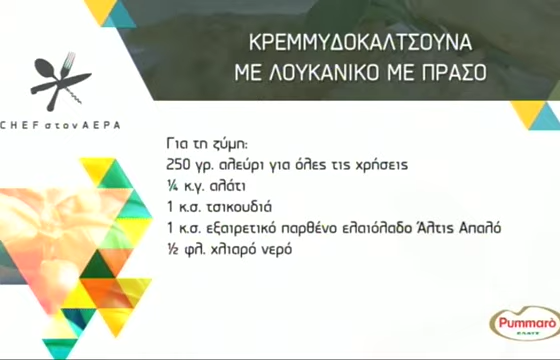 ΚΡΕΜΜΥΔΟΚΑΛΤΣΟΥΝΑ
ΜΕ ΛΟΥΚΑΝΙΚΟ ΜΕ ΠΡΑΣΟ
CHEF στον ΑΕΡΑ
Για τη ζύμη:
250 γρ. αλεύρι για όλες τις χρήσεις
¼ κ.γ. αλάτι
1 κ.σ. τσικουδιά
1 κ.σ. εξαιρετικό παρθένο ελαιόλαδο Άλτις Απαλό
½ φλ. χλιαρό νερό
Pummarò